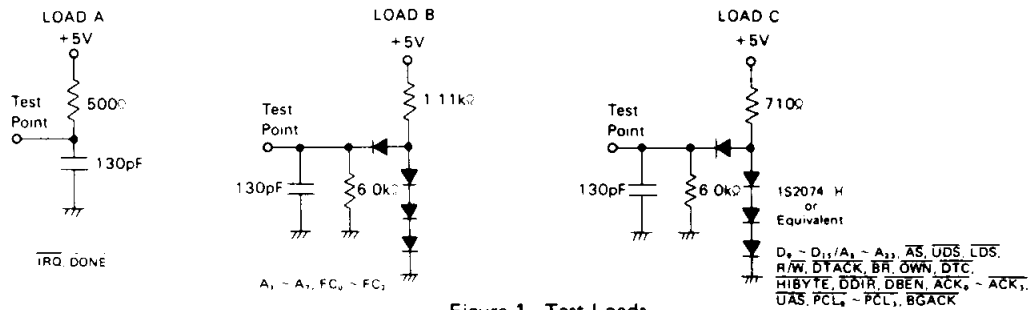 LOAD A
+5V
500Ω
Test
Point
130pF
IRQ, DONE
LOAD B
+5V
1 11kΩ
Test
Point
130pF
6 0kΩ
A₁ ~ A₇, FC₀ ~ FC₂
LOAD C
+5V
710Ω
Test
Point
130pF
6 0kΩ
1S2074 H
or
Equivalent
D₀ ~ D₁₅/A₈ ~ A₂₃, AS, UDS, LDS,
R/W, DTACK, BR, OWN, DTC,
HIBYTE, DDIR, DBEN, ACK₀ ~ ACK₃,
UAS, PCL₀ ~ PCL₃, BGACK
Figure 1 Test Loads